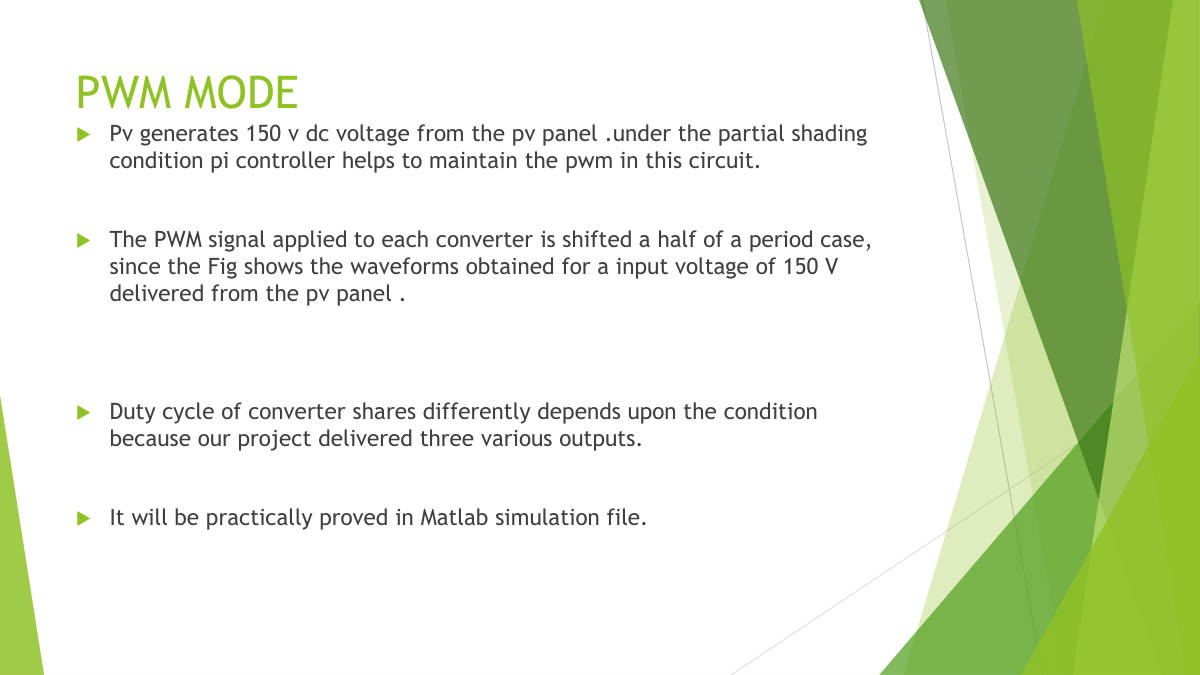 PWM MODE
Pv generates 150 v dc voltage from the pv panel .under the partial shading
condition pi controller helps to maintain the pwm in this circuit.
The PWM signal applied to each converter is shifted a half of a period case,
since the Fig shows the waveforms obtained for a input voltage of 150 V
delivered from the pv panel .
Duty cycle of converter shares differently depends upon the condition
because our project delivered three various outputs.
It will be practically proved in Matlab simulation file.